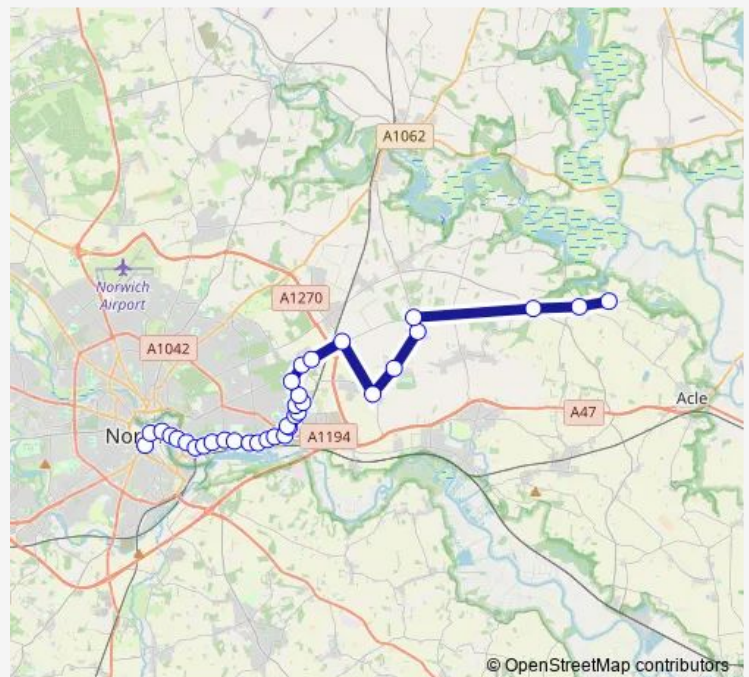 A1062
Norwich
Airport
A1270
A1042
Acle
A47
Nor
A1194
© OpenStreetMap contributors